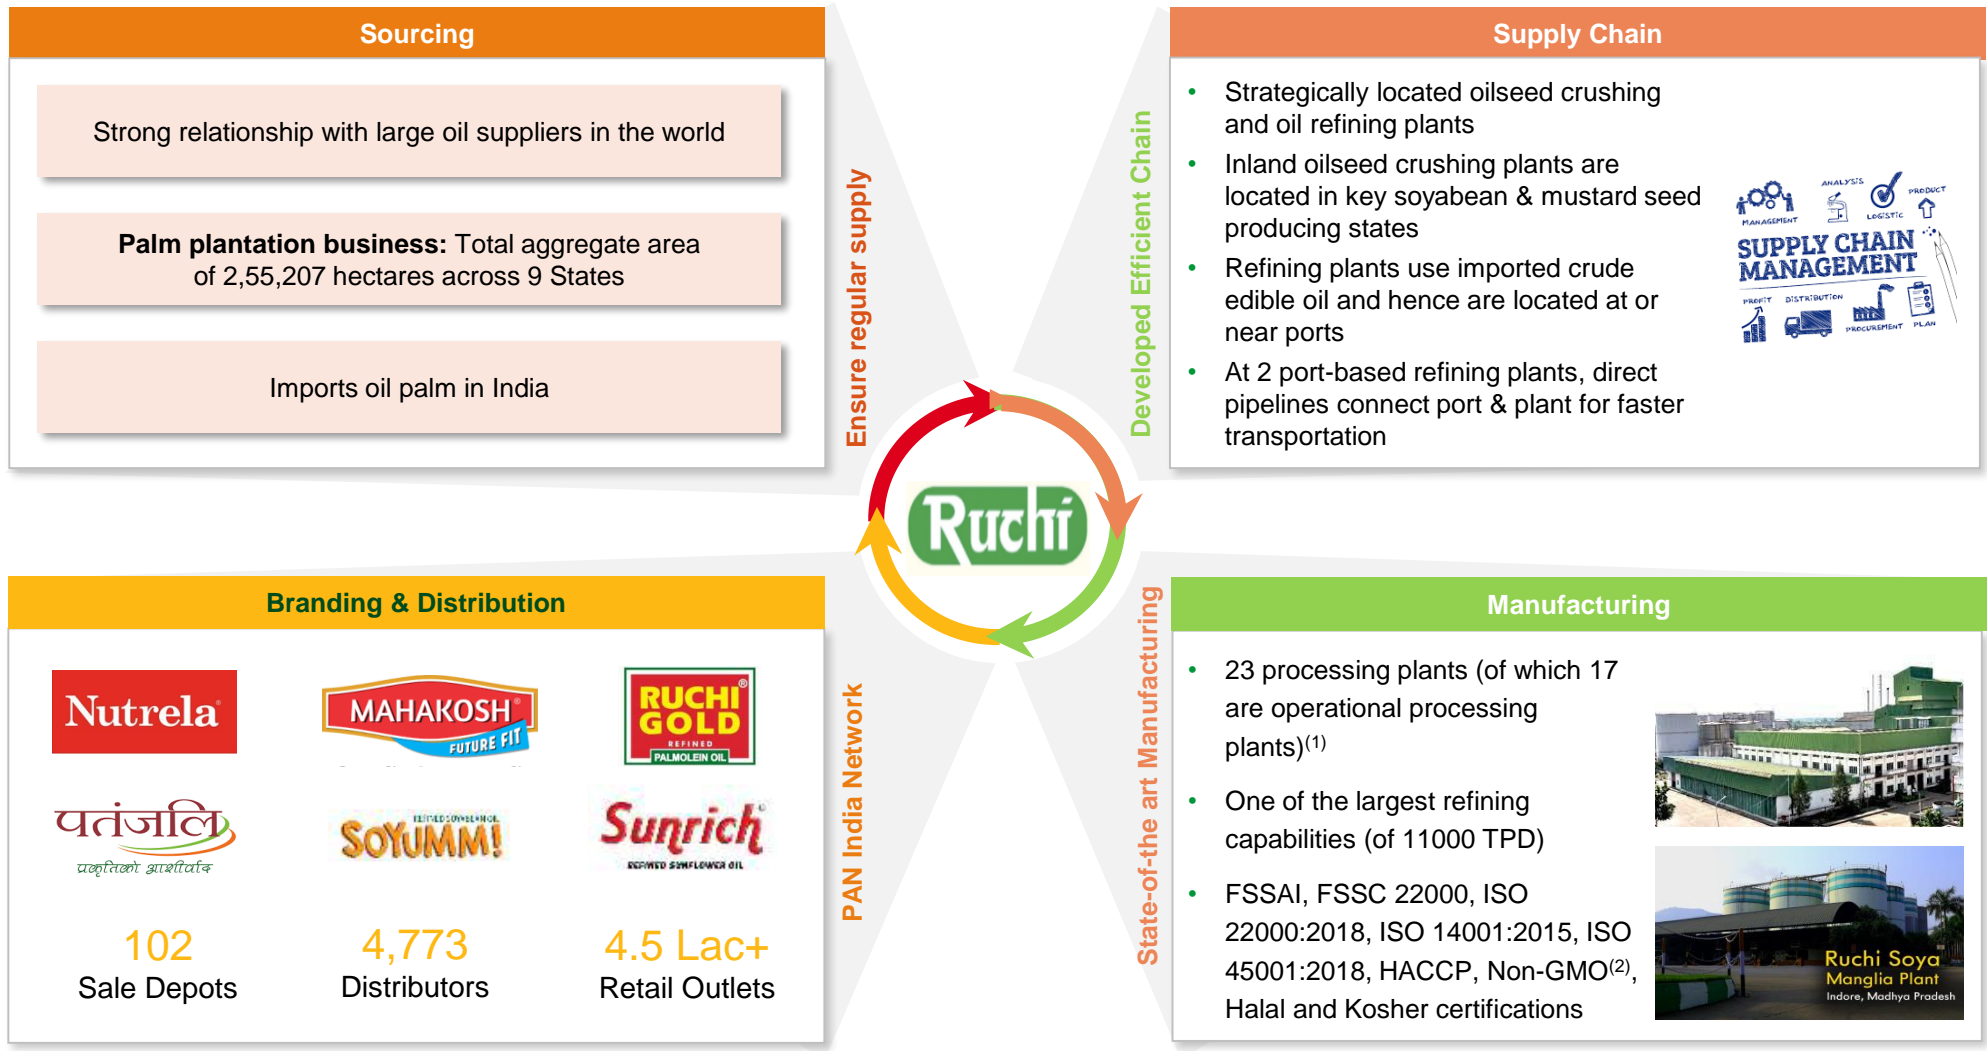 Sourcing
Strong relationship with large oil suppliers in the world
Palm plantation business: Total aggregate area
of 2,55,207 hectares across 9 States
Imports oil palm in India
Ensure regular supply
Supply Chain
Developed Efficient Chain
• Strategically located oilseed crushing
and oil refining plants
• Inland oilseed crushing plants are
located in key soyabean & mustard seed
producing states
• Refining plants use imported crude
edible oil and hence are located at or
near ports
• At 2 port-based refining plants, direct
pipelines connect port & plant for faster
transportation
MANAGEMENT
ANALYSIS
LOGISTIC
PRODUCT
SUPPLY CHAIN
MANAGEMENT
PROFIT
DISTRIBUTION
PROCUREMENT
PLAN
Ruchi
Branding & Distribution
Nutrela
MAHAKOSH®
FUTURE FIT
RUCHI®
GOLD
REFINED
PALMOLEIN OIL
पतंजलि
प्रकृतिको आशीर्वाद
REFINED SOYABEAN OIL
SOYUMM!
Sunrich
REFINED SUNFLOWER OIL
102
Sale Depots
4,773
Distributors
4.5 Lac+
Retail Outlets
PAN India Network
Manufacturing
State-of-the art Manufacturing
• 23 processing plants (of which 17
are operational processing
plants)(1)
• One of the largest refining
capabilities (of 11000 TPD)
• FSSAI, FSSC 22000, ISO
22000:2018, ISO 14001:2015, ISO
45001:2018, HACCP, Non-GMO(2),
Halal and Kosher certifications
Ruchi Soya
Manglia Plant
Indore, Madhya Pradesh